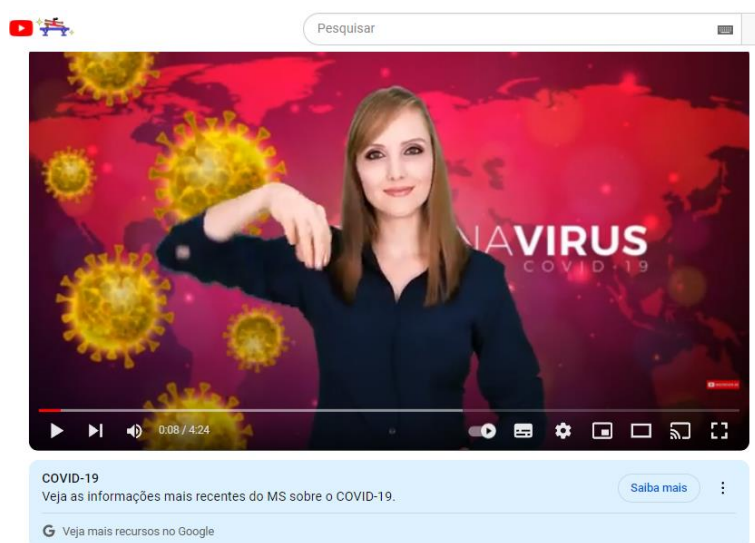 Pesquisar
NAVIRUS
COVID-19
0:08 / 4:24
COVID-19
Veja as informações mais recentes do MS sobre o COVID-19.
Saiba mais
G Veja mais recursos no Google